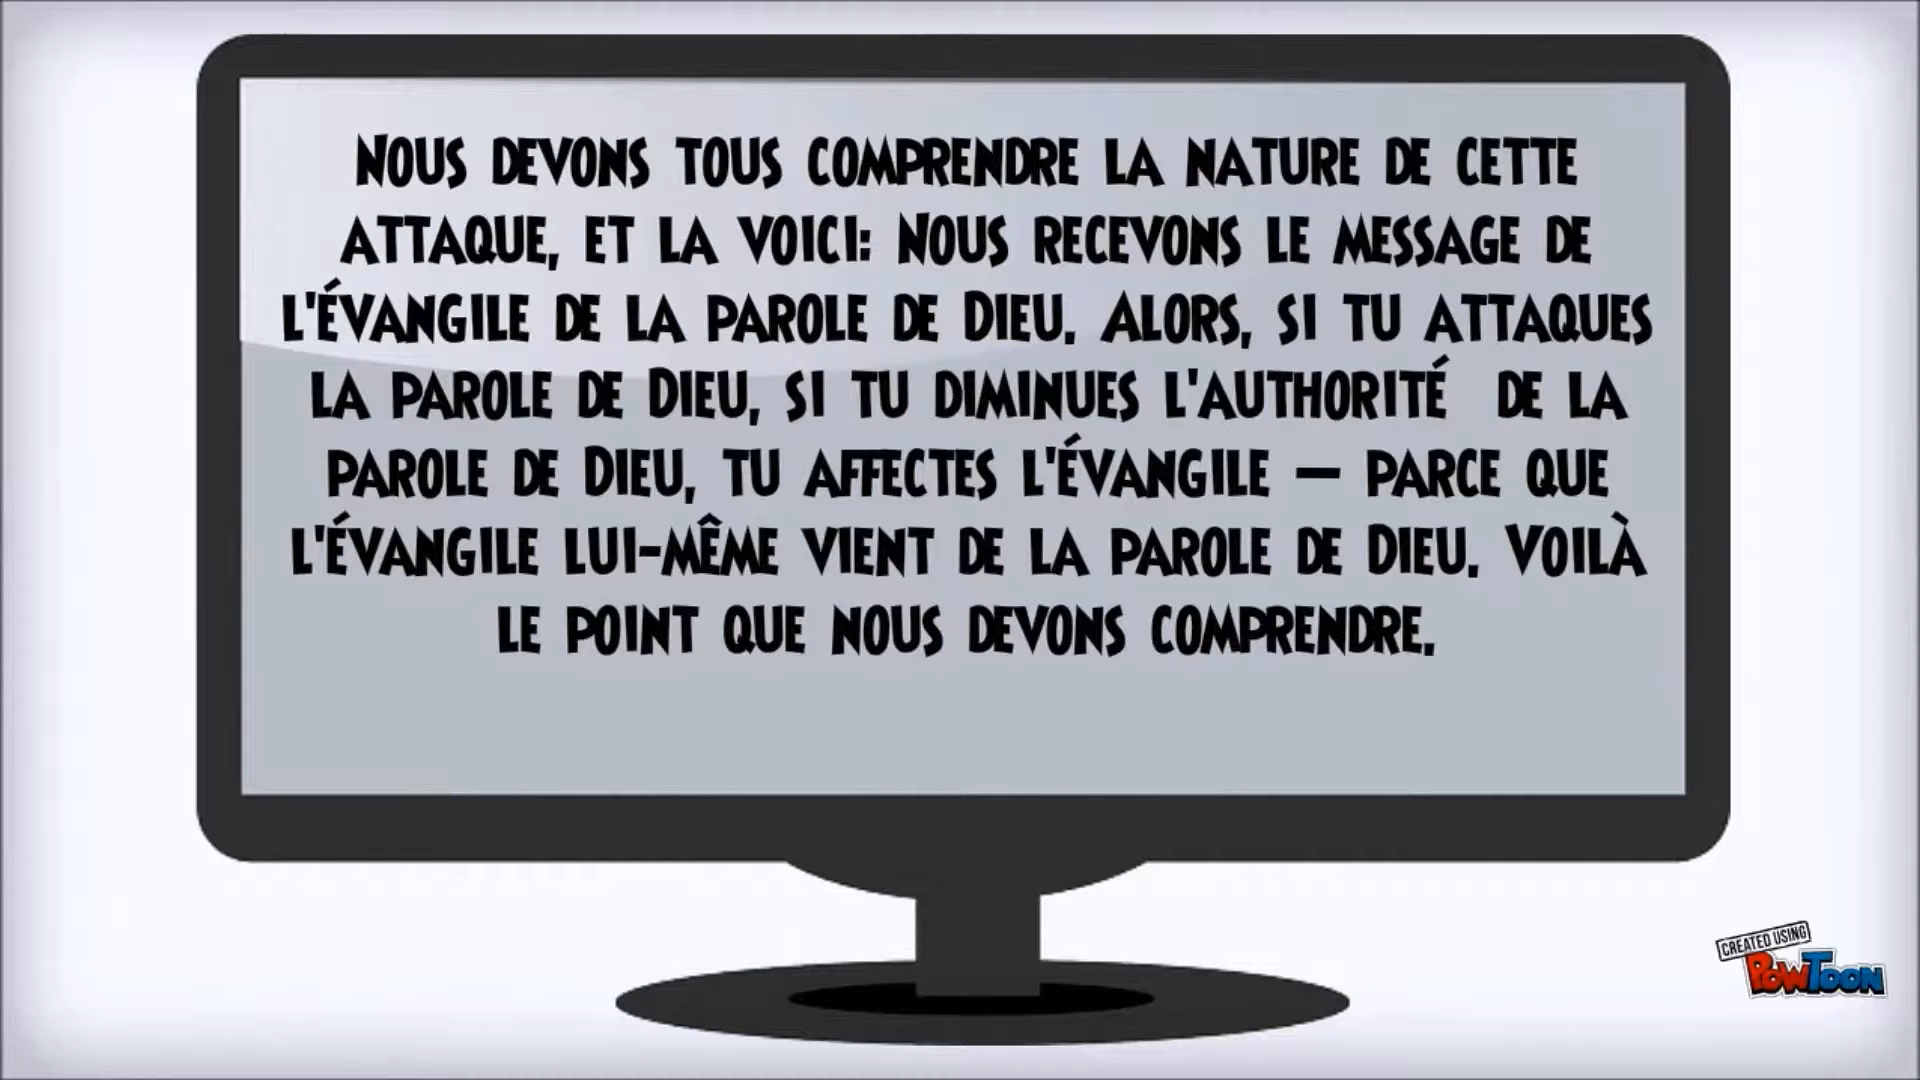 Nous devons tous comprendre la nature de cette
attaque, et la voici: Nous recevons le message de
l'évangile de la parole de Dieu. Alors, si tu attaques
la parole de Dieu, si tu diminues l'authorité  de la
parole de Dieu, tu affectes l'évangile – parce que
l'évangile lui-même vient de la parole de Dieu. Voilà
le point que nous devons comprendre.
CREATED USING
POWTOON